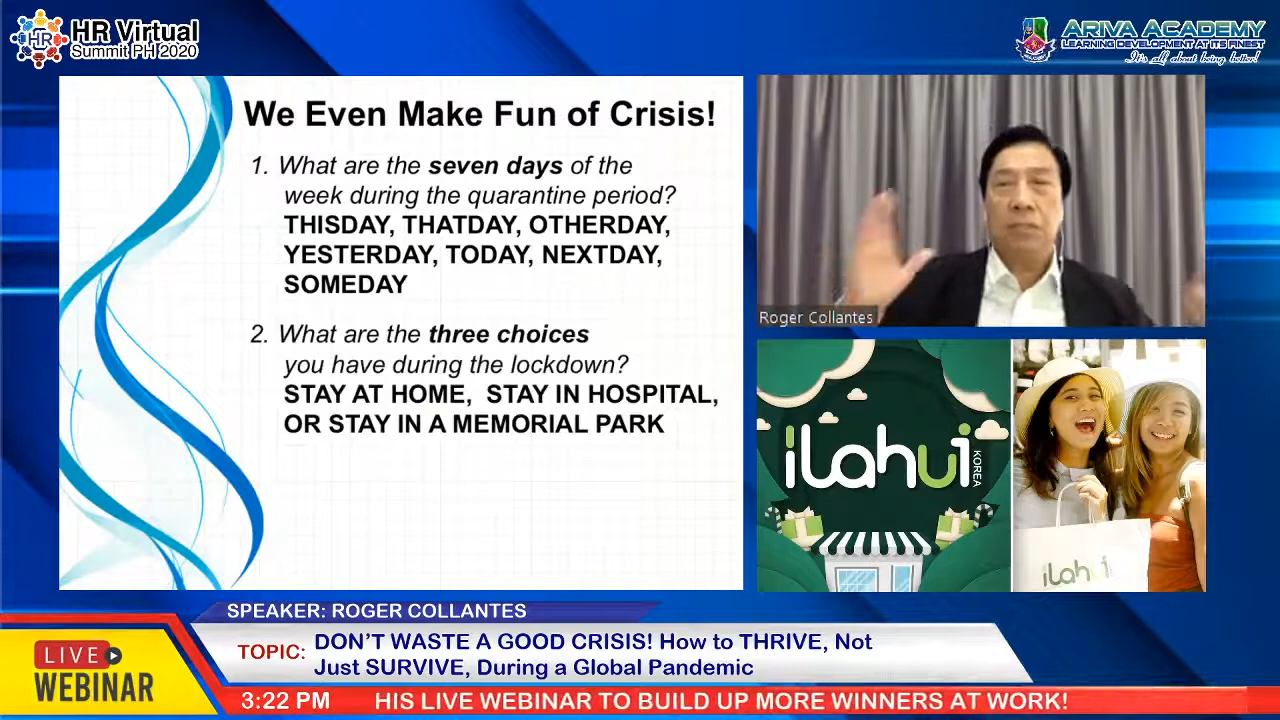 HR Virtual
Summit PH 2020
HR
ARIVA ACADEMY
LEARNING DEVELOPMENT AT ITS FINEST
It's all about being better!
We Even Make Fun of Crisis!
1. What are the seven days of the
week during the quarantine period?
THISDAY, THATDAY, OTHERDAY,
YESTERDAY, TODAY, NEXTDAY,
SOMEDAY
2. What are the three choices
you have during the lockdown?
STAY AT HOME, STAY IN HOSPITAL,
OR STAY IN A MEMORIAL PARK
Roger Collantes
ilahui
KOREA
ilahui
SPEAKER: ROGER COLLANTES
TOPIC: DON'T WASTE A GOOD CRISIS! How to THRIVE, Not
Just SURVIVE, During a Global Pandemic
LIVE
WEBINAR
3:22 PM HIS LIVE WEBINAR TO BUILD UP MORE WINNERS AT WORK!